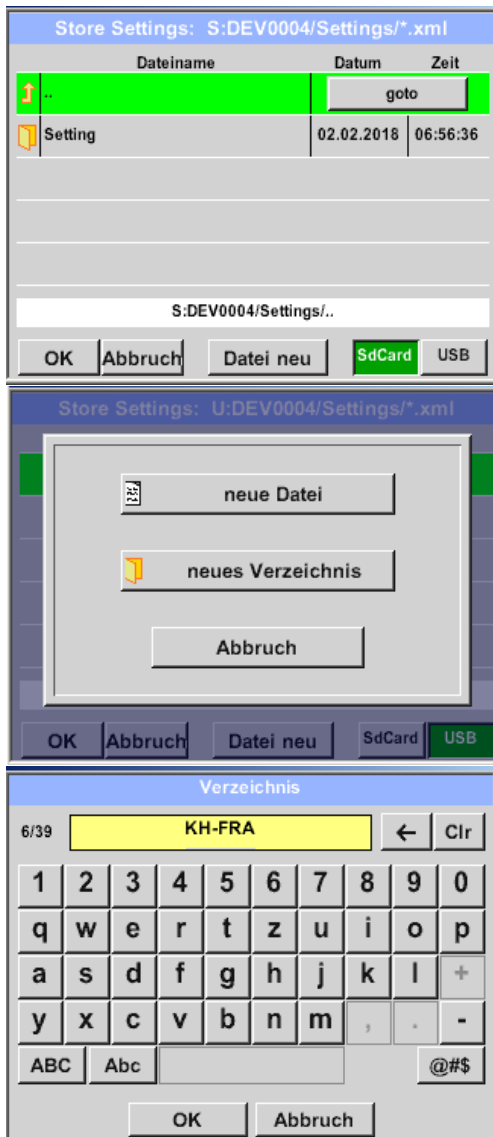 Store Settings: S:DEV0004/Settings/*.xml
Dateiname Datum Zeit
.. goto
Setting 02.02.2018 06:56:36
S:DEV0004/Settings/..
OK Abbruch Datei neu SdCard USB
Store Settings: U:DEV0004/Settings/*.xml
neue Datei
neues Verzeichnis
Abbruch
OK Abbruch Datei neu SdCard USB
Verzeichnis
6/39 KH-FRA ← Clr
1 2 3 4 5 6 7 8 9 0
q w e r t z u i o p
a s d f g h j k l +
y x c v b n m , . -
ABC Abc @#$
OK Abbruch